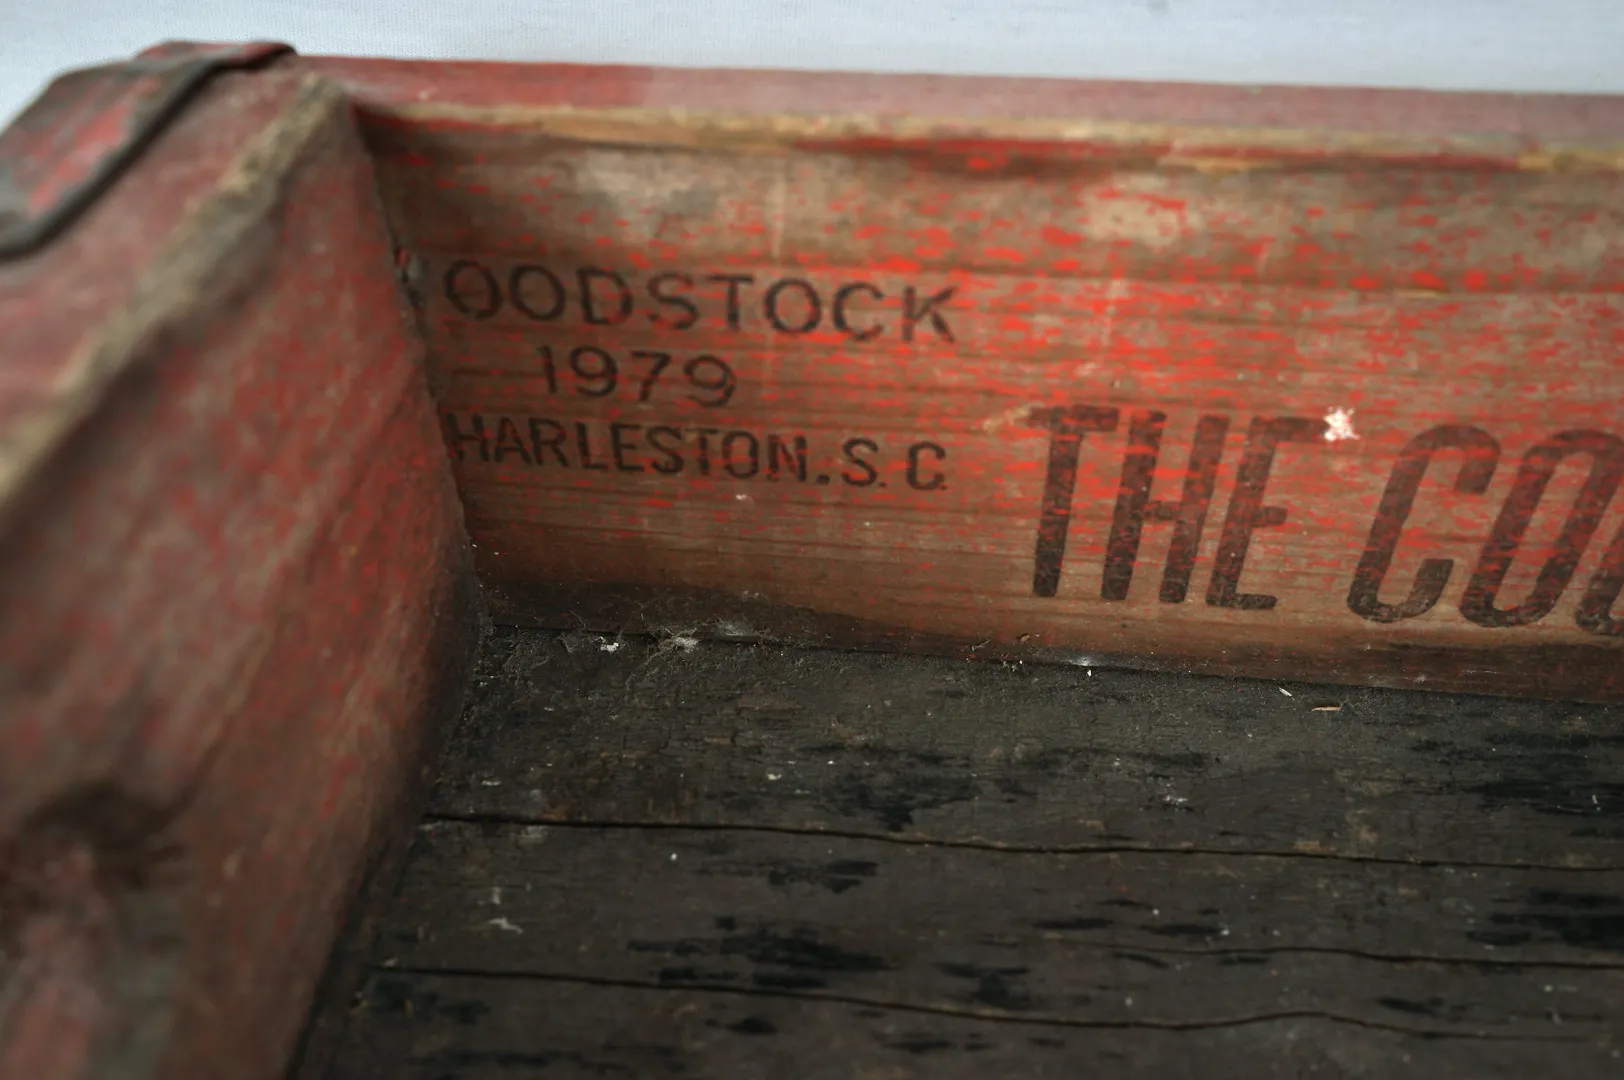 OODSTOCK
1979
HARLESTON. S. C.
THE CO